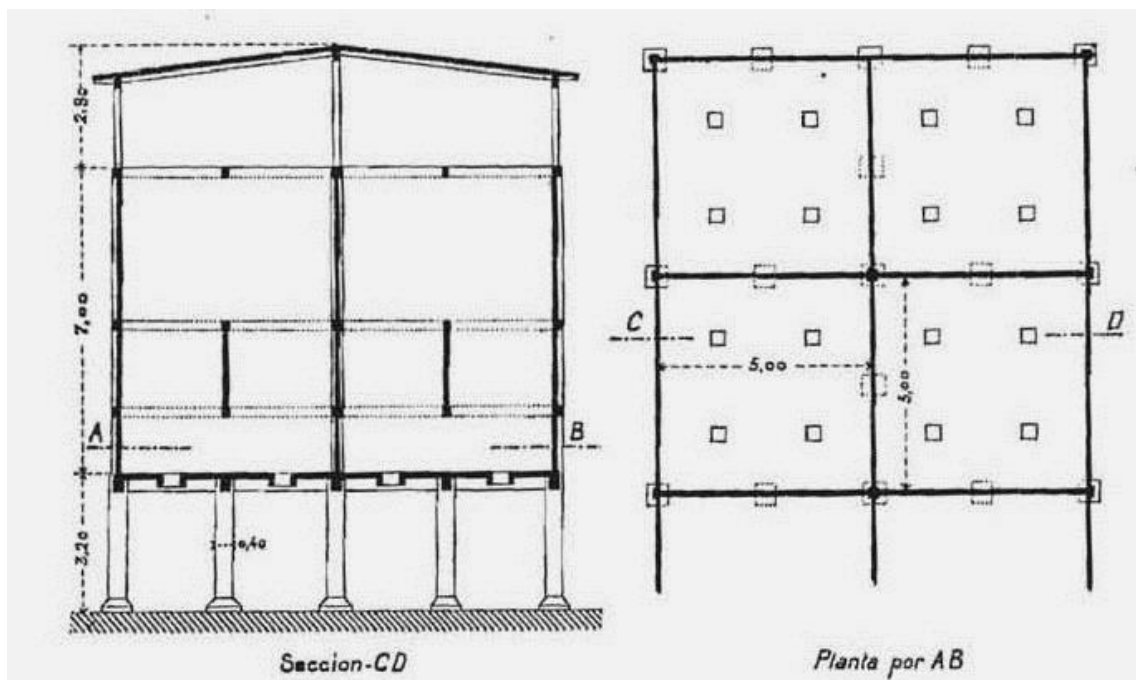 2.80
7,00
3,20
A
B
0,40
Seccion-CD
C
D
5,00
5,00
Planta por AB